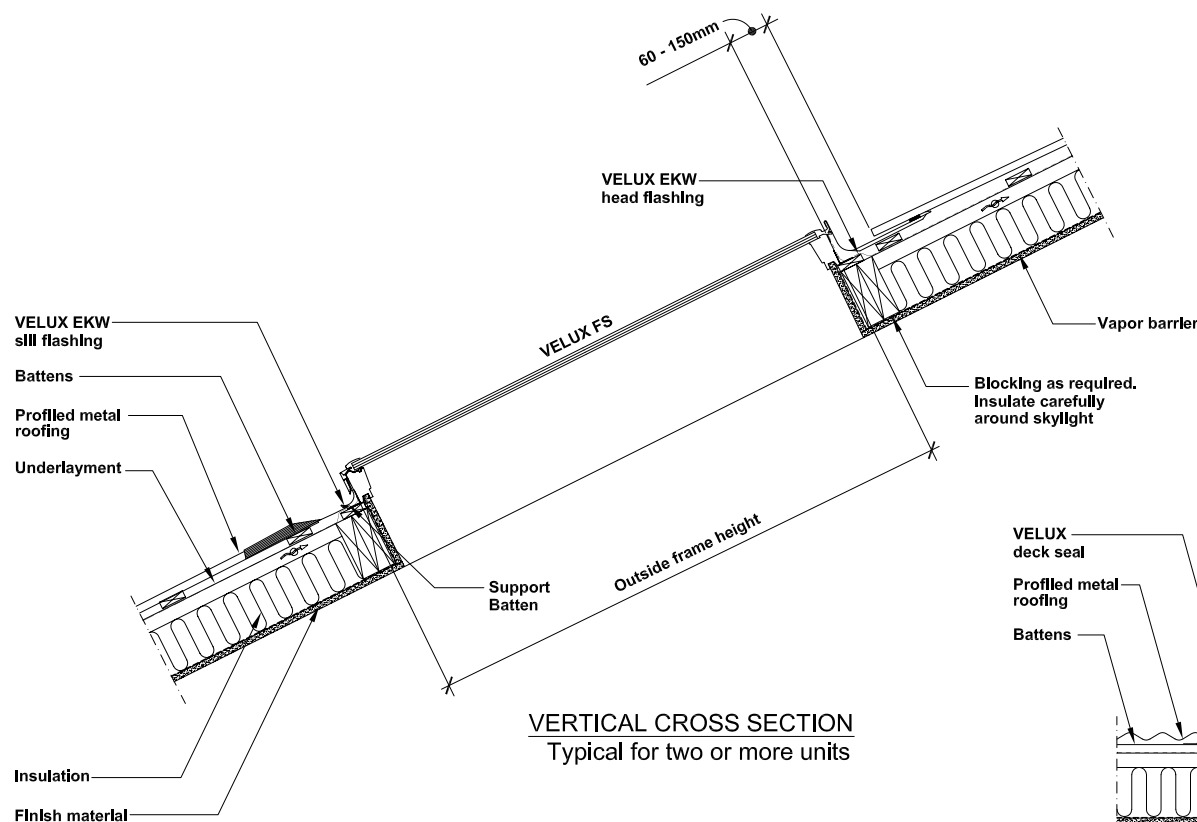 60 - 150mm
VELUX EKW
head flashing
VELUX FS
VELUX EKW
sill flashing
Battens
Profiled metal
roofing
Underlayment
Vapor barrier
Blocking as required.
Insulate carefully
around skylight
Outside frame height
Support
Batten
VELUX
deck seal
Profiled metal
roofing
Battens
VERTICAL CROSS SECTION
Typical for two or more units
Insulation
Finish material